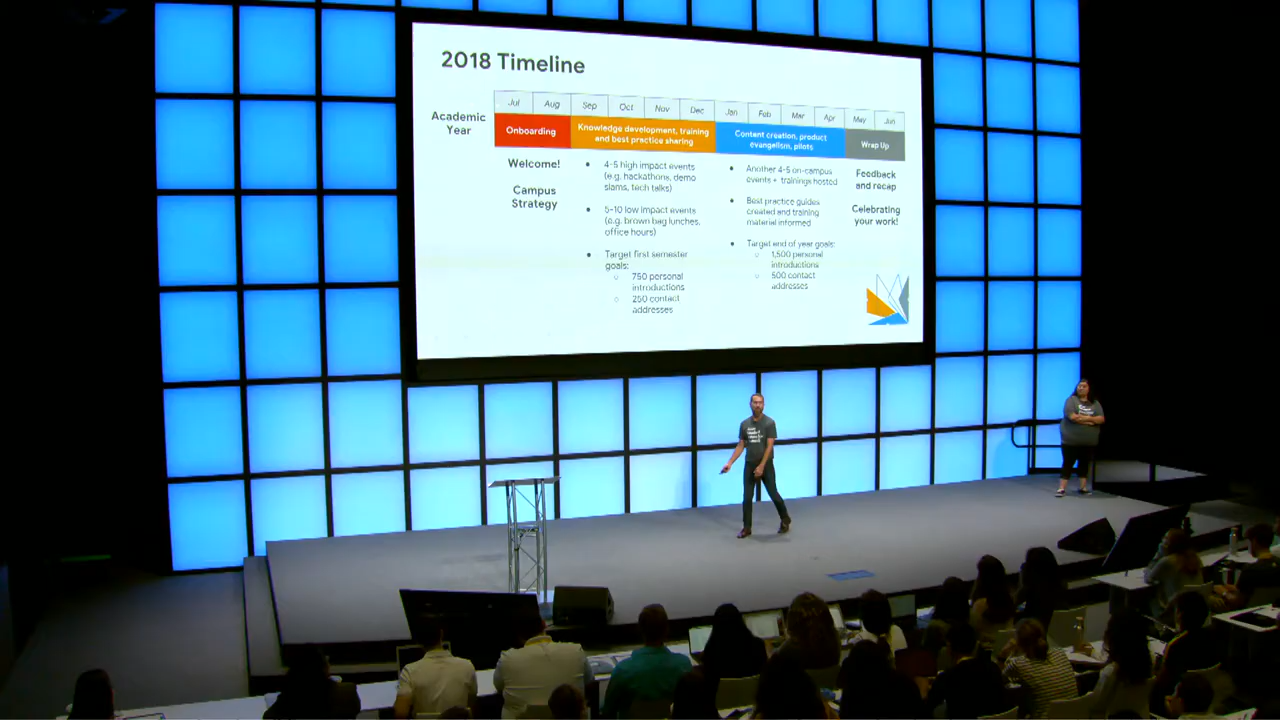 2018 Timeline
Jul Aug Sep Oct Nov Dec Jan Feb Mar Apr May Jun
Academic
Year
Onboarding
Knowledge development, training
and best practice sharing
Content creation, product
evangelism, pilots
Wrap Up
Welcome!
Campus
Strategy
● 4-5 high impact events
(e.g. hackathons, demo
slams, tech talks)
● 5-10 low impact events
(e.g. brown bag lunches,
office hours)
● Target first semester
goals:
○ 750 personal
introductions
○ 250 contact
addresses
● Another 4-5 on-campus
events + trainings hosted
● Best practice guides
created and training
material informed
● Target end of year goals:
○ 1,500 personal
introductions
○ 500 contact
addresses
Feedback
and recap
Celebrating
your work!